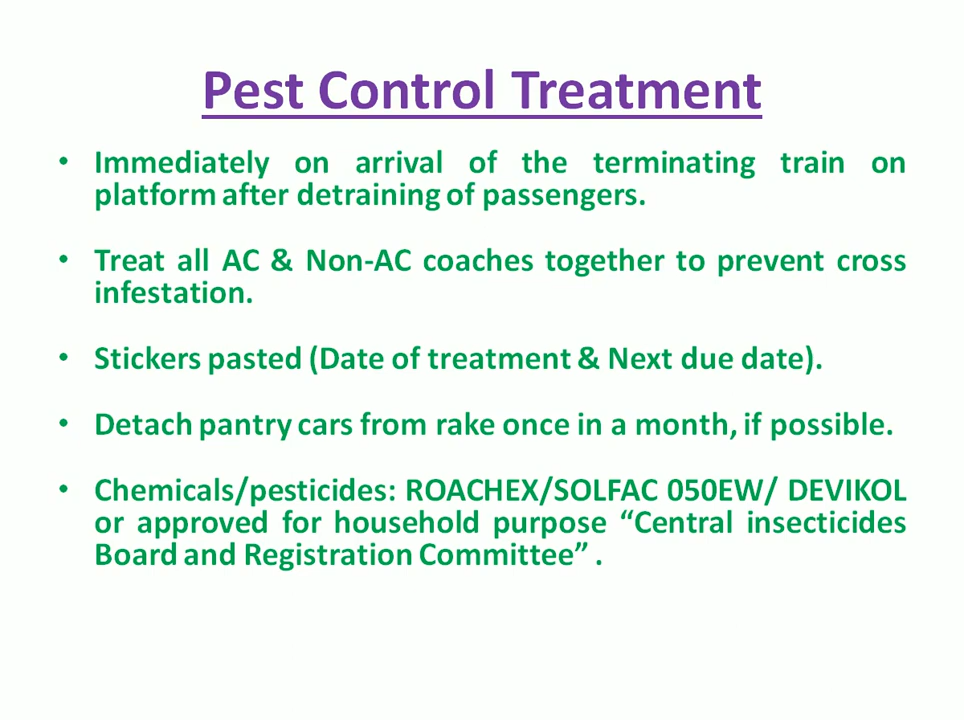 Pest Control Treatment
• Immediately on arrival of the terminating train on
platform after detraining of passengers.
• Treat all AC & Non-AC coaches together to prevent cross
infestation.
• Stickers pasted (Date of treatment & Next due date).
• Detach pantry cars from rake once in a month, if possible.
• Chemicals/pesticides: ROACHEX/SOLFAC 050EW/ DEVIKOL
or approved for household purpose “Central insecticides
Board and Registration Committee” .